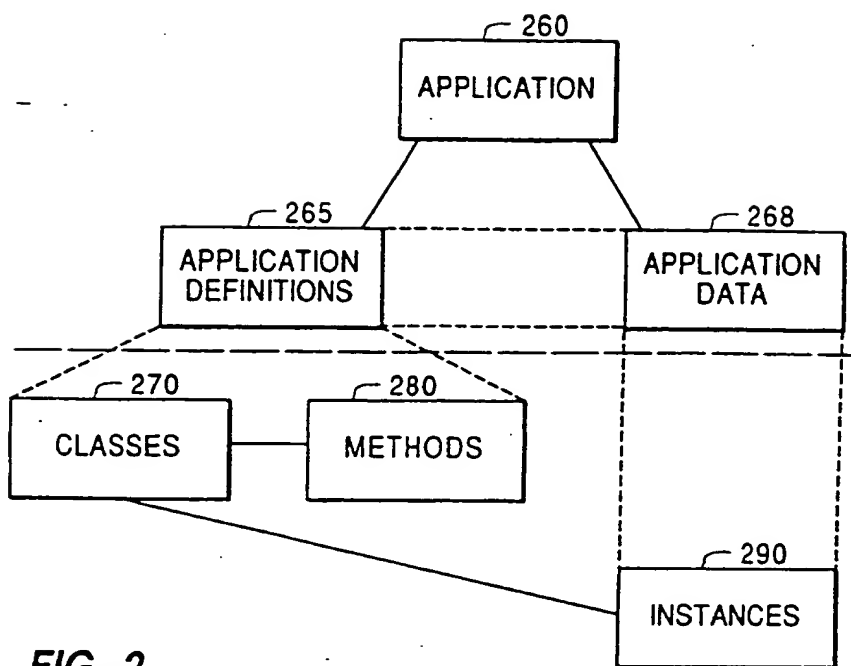 260
APPLICATION
265
APPLICATION
DEFINITIONS
268
APPLICATION
DATA
270
CLASSES
280
METHODS
290
INSTANCES
FIG. 2